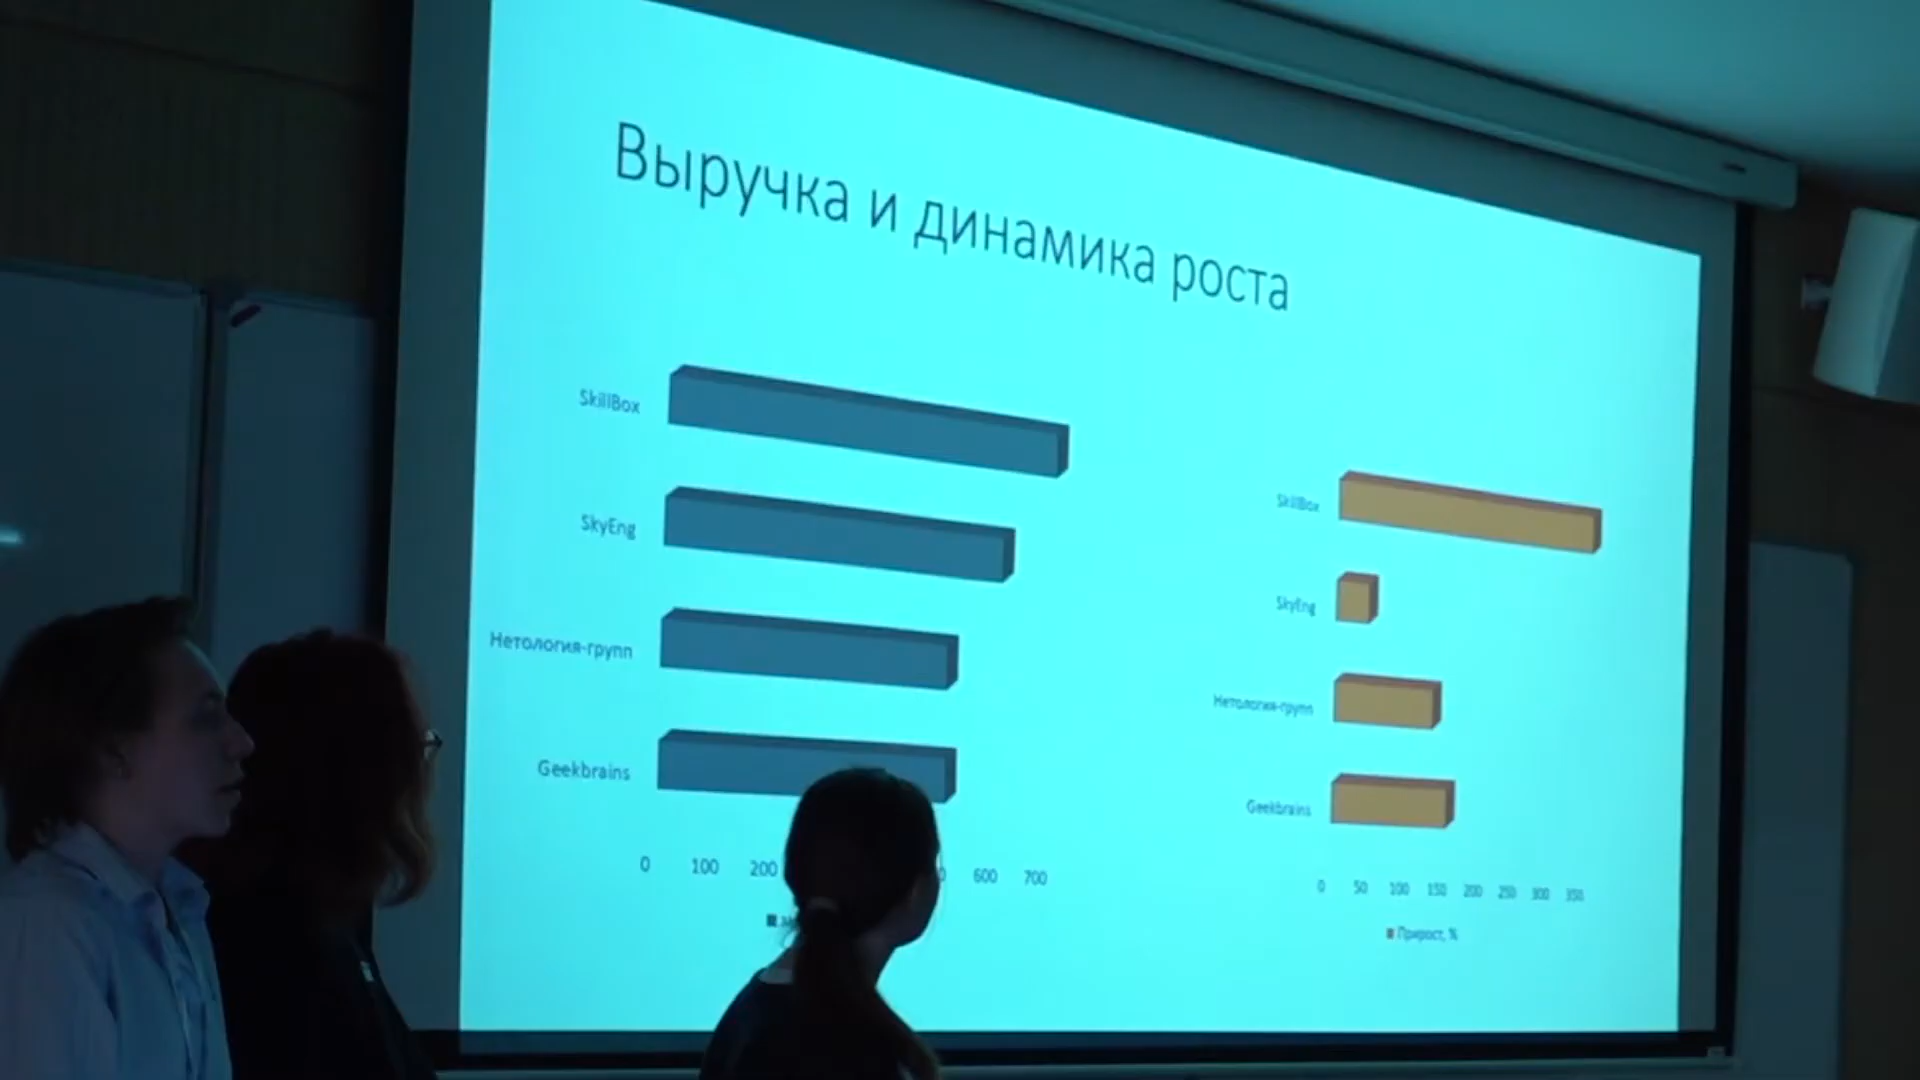 Выручка и динамика роста
SkillBox
SkyEng
Нетология-групп
Geekbrains
0 100 200 600 700
SkillBox
SkyEng
Нетология-групп
Geekbrains
0 50 100 150 200 250 300 350
Прирост, %